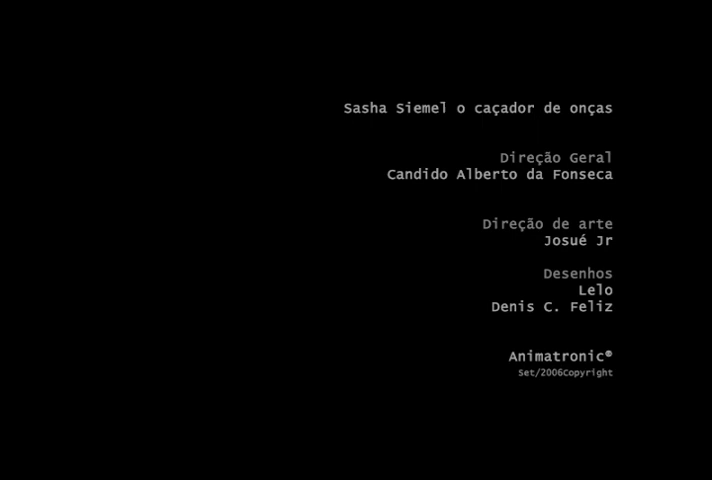 Sasha Siemel o caçador de onças
Direção Geral
Candido Alberto da Fonseca
Direção de arte
Josué Jr
Desenhos
Lelo
Denis C. Feliz
Animatronic®
Set/2006Copyright